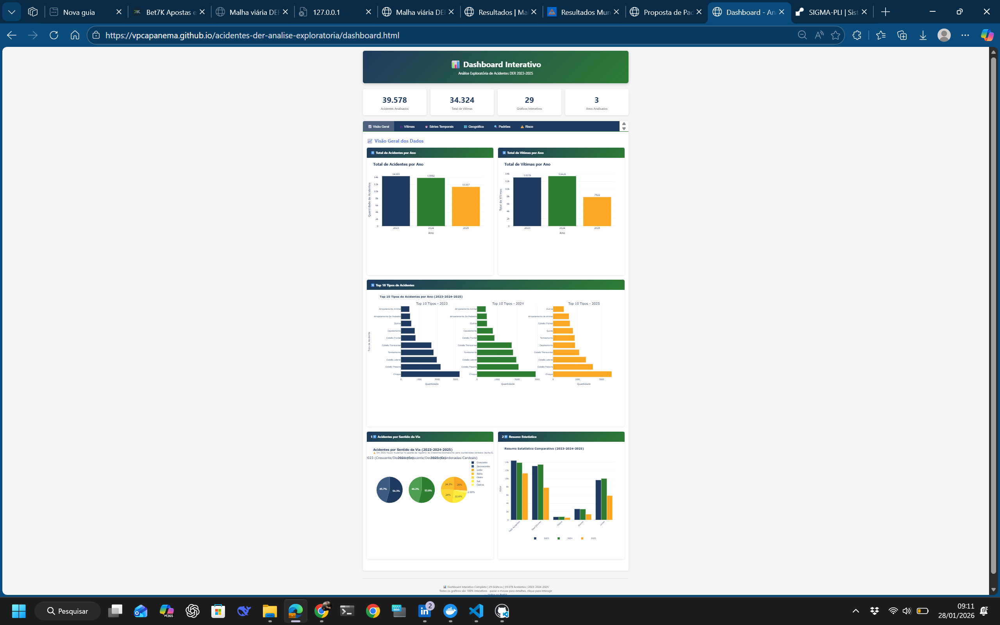 Nova guia
Bet7K Apostas e
Malha viária DER
127.0.0.1
Malha viária DEI
Resultados | Ma
Resultados Mun
Proposta de Pad
Dashboard - An
SIGMA-PLI | Sist
https://vpcapanema.github.io/acidentes-der-analise-exploratoria/dashboard.html
Dashboard Interativo
Análise Exploratória de Acidentes DER 2023-2025
39.578
Acidentes Analisados
34.324
Total de Vítimas
29
Gráficos Interativos
3
Anos Analisados
Visão Geral
Vítimas
Séries Temporais
Geográfica
Padrões
Risco
Visão Geral dos Dados
Total de Acidentes por Ano
Total de Acidentes por Ano
Quantidade de Acidentes
14k
12k
10k
8k
6k
4k
2k
0
14389
13882
11307
2023
2024
2025
Ano
Total de Vítimas por Ano
Total de Vítimas por Ano
Total de Vítimas
14k
12k
10k
8k
6k
4k
2k
0
13076
13426
7822
2023
2024
2025
Ano
Top 10 Tipos de Acidentes
Top 10 Tipos de Acidentes por Ano (2023-2024-2025)
Tipo de Acidente
Top 10 Tipos - 2023
Atropelamento Animal
Atropelamento De Pedestre
Outros
Capotamento
Colisão Frontal
Colisão Transversal
Tombamento
Colisão Lateral
Colisão Traseira
Choque
0
1000
2000
3000
Quantidade
Top 10 Tipos - 2024
Atropelamento Animal
Atropelamento De Pedestre
Outros
Capotamento
Colisão Frontal
Colisão Transversal
Tombamento
Colisão Lateral
Colisão Traseira
Choque
0
1000
2000
3000
Quantidade
Top 10 Tipos - 2025
Outros
Atropelamento de animal
Colisão Frontal
Queda
Tombamento
Capotamento
Colisão Transversal
Colisão Lateral
Colisão Traseira
Choque
0
1000
2000
Quantidade
1 Acidentes por Sentido da Via
Acidentes por Sentido da Via (2023-2024-2025)
Em 2025 houve mudança no padrão de registro: de Crescente/Decrescente para coordenadas cardeais (Norte/Su
2023 (Crescente/Decrescente)
2024 (Crescente/Decrescente)
2025 (Coordenadas Cardeais)
Crescente
Decrescente
Leste
Norte
Oeste
Sul
Outros
45.7%
54.3%
46.2%
53.8%
24.3%
26%
24%
22.6%
2.99%
2 Resumo Estatístico
Resumo Estatístico Comparativo (2023-2024-2025)
Valor
14k
12k
10k
8k
6k
4k
2k
0
Total Acidentes
Total Vítimas
Óbitos
Graves
Leves
2023
2024
2025
Dashboard Interativo Completo | 29 Gráficos | 39.578 Acidentes | 2023-2024-2025
Todos os gráficos são 100% interativos - passe o mouse para detalhes, clique para interagir
Voltar ao Portal
Pesquisar
M365
2
09:11
28/01/2026